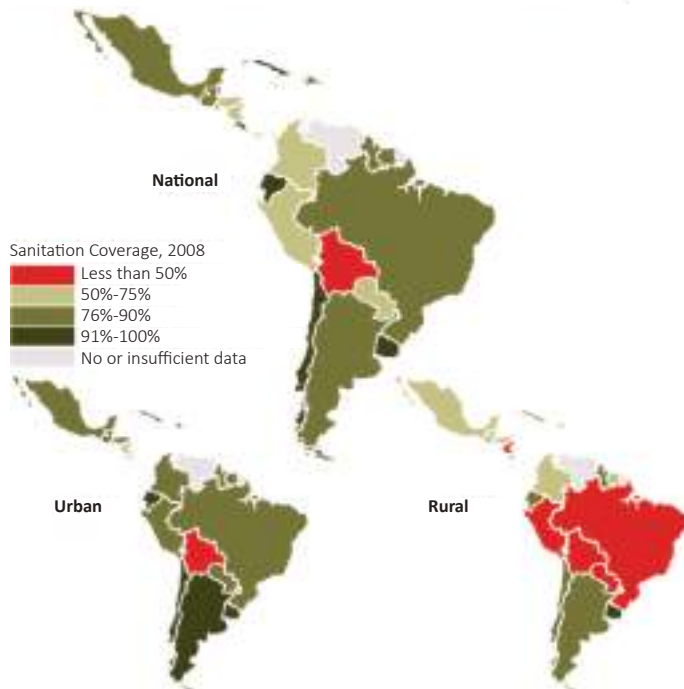 National
Sanitation Coverage, 2008
Less than 50%
50%-75%
76%-90%
91%-100%
No or insufficient data
Urban
Rural